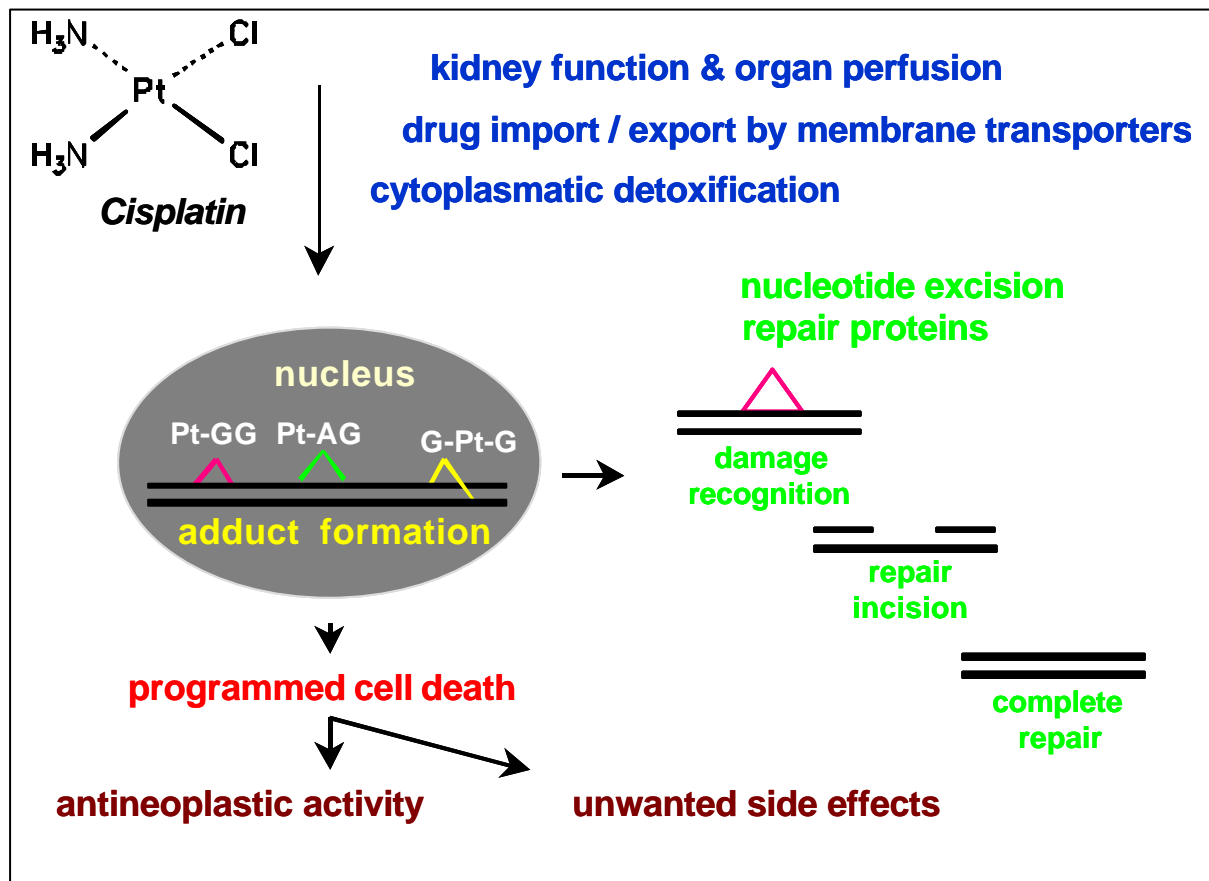 H3N Cl
Pt
H3N Cl
Cisplatin
kidney function & organ perfusion
drug import / export by membrane transporters
cytoplasmatic detoxification
nucleus
Pt-GG Pt-AG G-Pt-G
adduct formation
nucleotide excision
repair proteins
damage
recognition
repair
incision
complete
repair
programmed cell death
antineoplastic activity
unwanted side effects